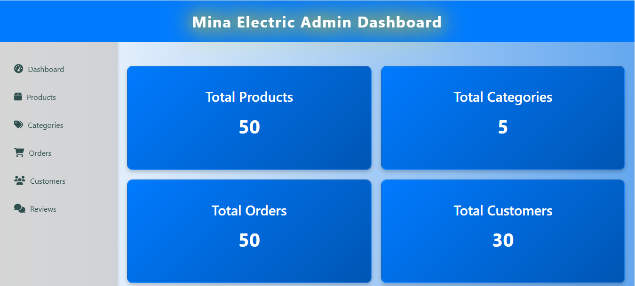 Mina Electric Admin Dashboard
Dashboard
Products
Categories
Orders
Customers
Reviews
Total Products
50
Total Categories
5
Total Orders
50
Total Customers
30